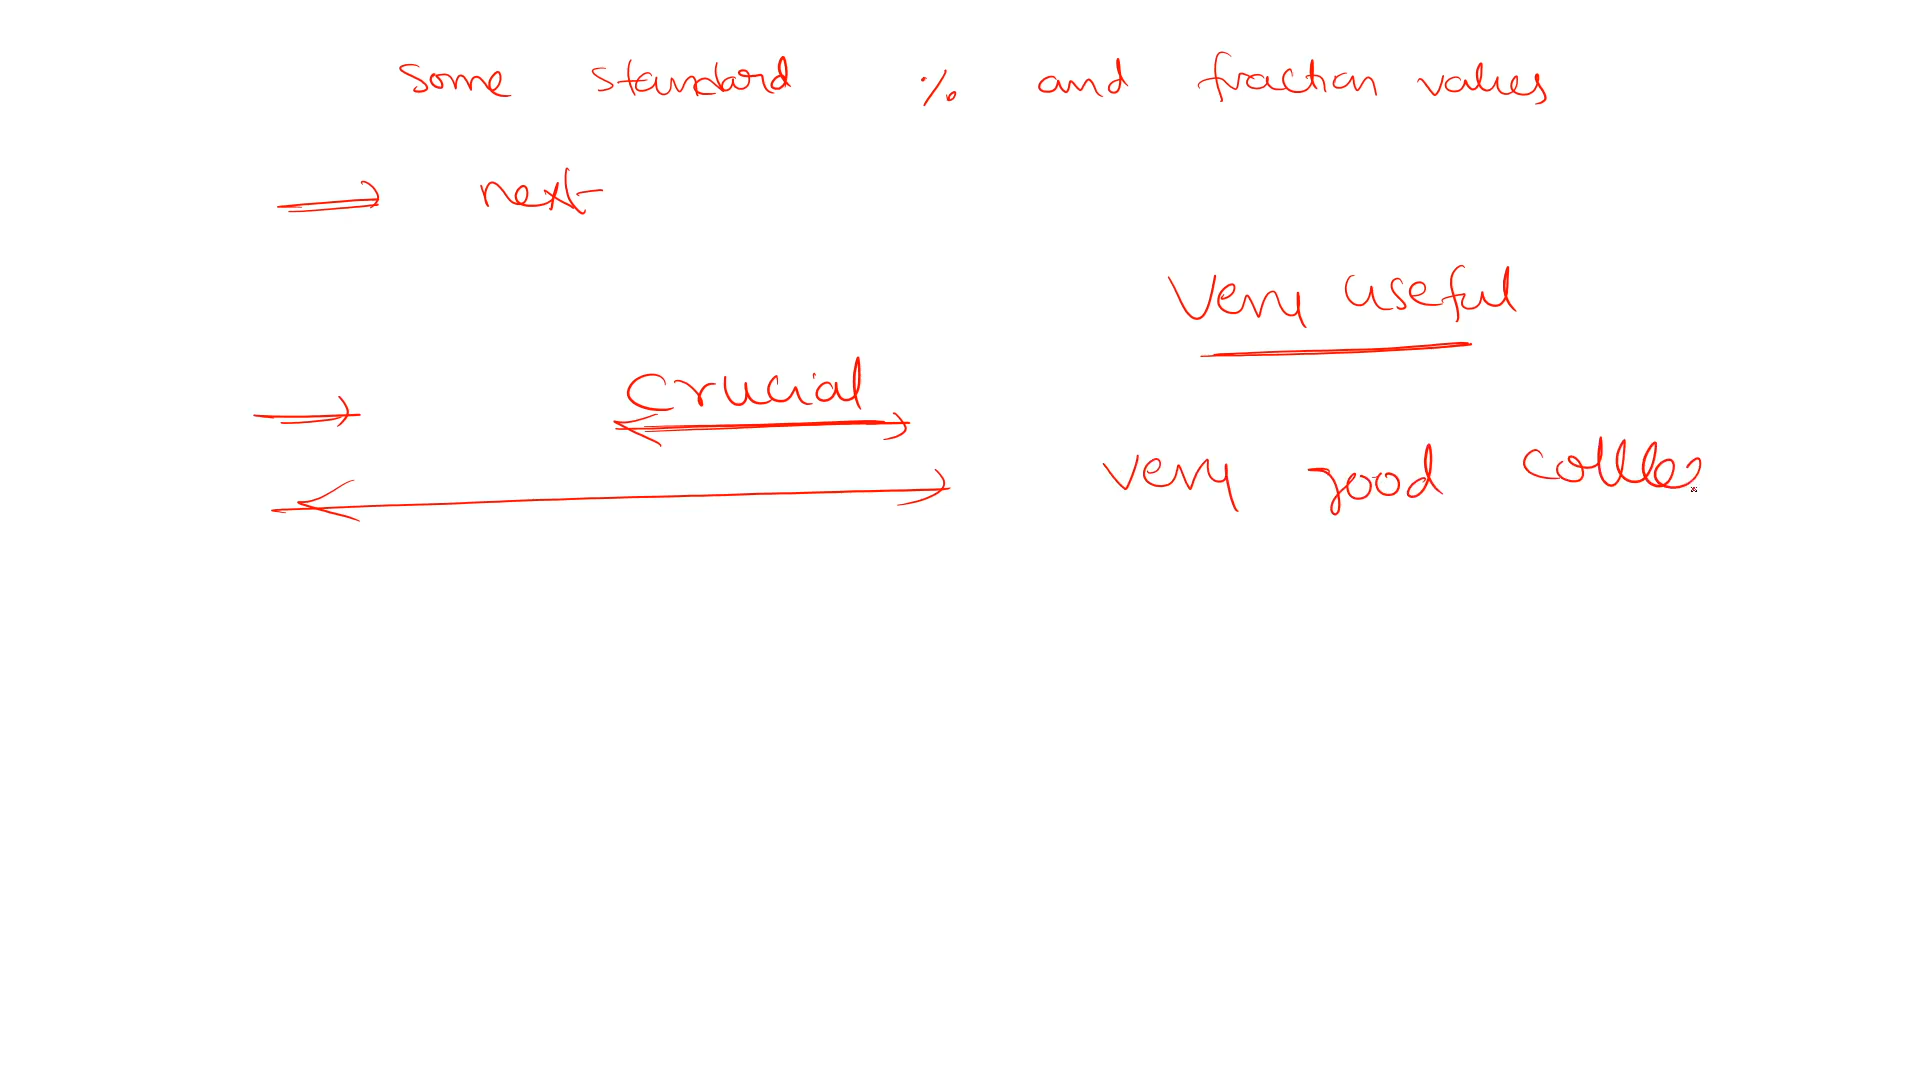 Some standard % and fraction values
next
Very useful
Crucial
very good